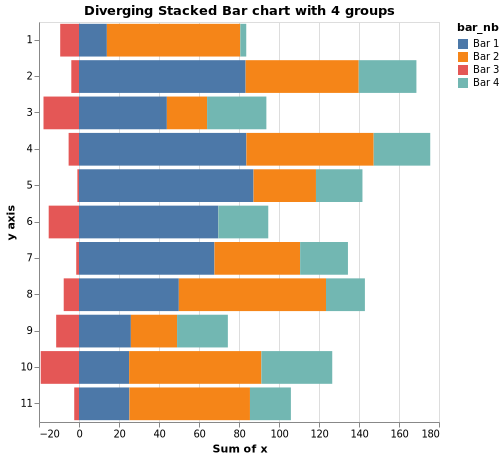 Diverging Stacked Bar chart with 4 groups
bar_nb
Bar 1
Bar 2
Bar 3
Bar 4
y axis
1
2
3
4
5
6
7
8
9
10
11
−20 0 20 40 60 80 100 120 140 160 180
Sum of x